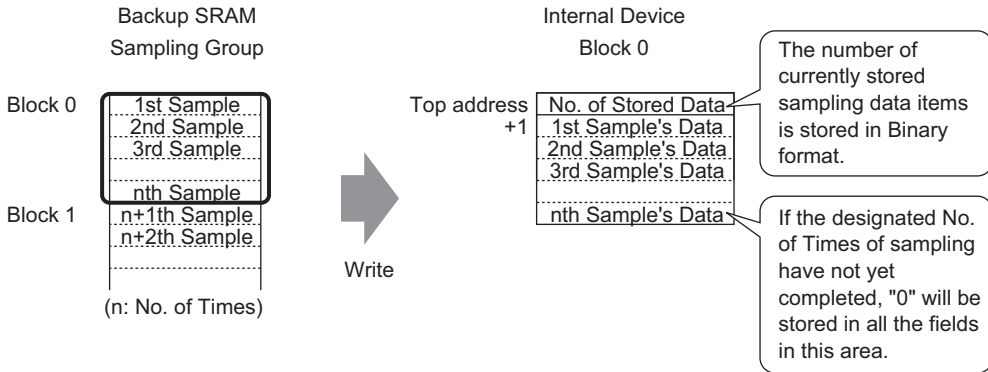 Backup SRAM
Sampling Group
Block 0
1st Sample
2nd Sample
3rd Sample
nth Sample
Block 1
n+1th Sample
n+2th Sample
(n: No. of Times)
Write
Internal Device
Block 0
Top address
+1
No. of Stored Data
1st Sample's Data
2nd Sample's Data
3rd Sample's Data
nth Sample's Data
The number of
currently stored
sampling data items
is stored in Binary
format.
If the designated No.
of Times of sampling
have not yet
completed, "0" will be
stored in all the fields
in this area.